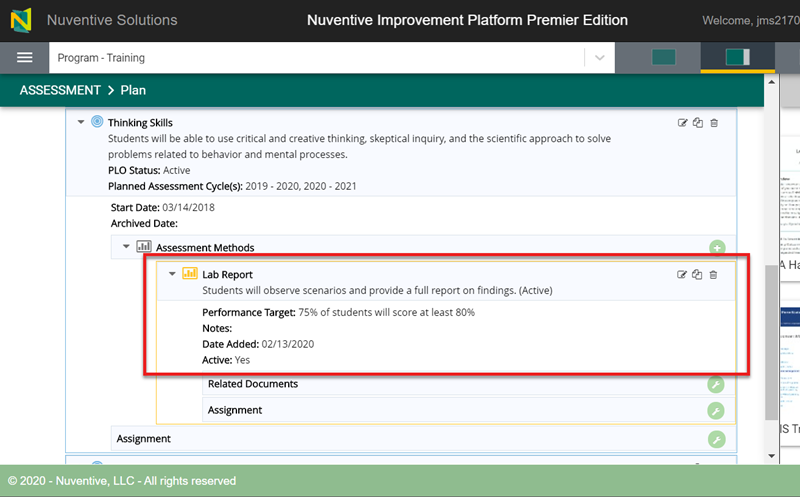 Nuventive Solutions
Nuventive Improvement Platform Premier Edition
Welcome, jms2170
Program - Training
ASSESSMENT > Plan
Thinking Skills
Students will be able to use critical and creative thinking, skeptical inquiry, and the scientific approach to solve
problems related to behavior and mental processes.
PLO Status: Active
Planned Assessment Cycle(s): 2019 - 2020, 2020 - 2021
Start Date: 03/14/2018
Archived Date:
Assessment Methods
Lab Report
Students will observe scenarios and provide a full report on findings. (Active)
Performance Target: 75% of students will score at least 80%
Notes:
Date Added: 02/13/2020
Active: Yes
Related Documents
Assignment
Assignment
A Ha
IS Tr
© 2020 - Nuventive, LLC - All rights reserved